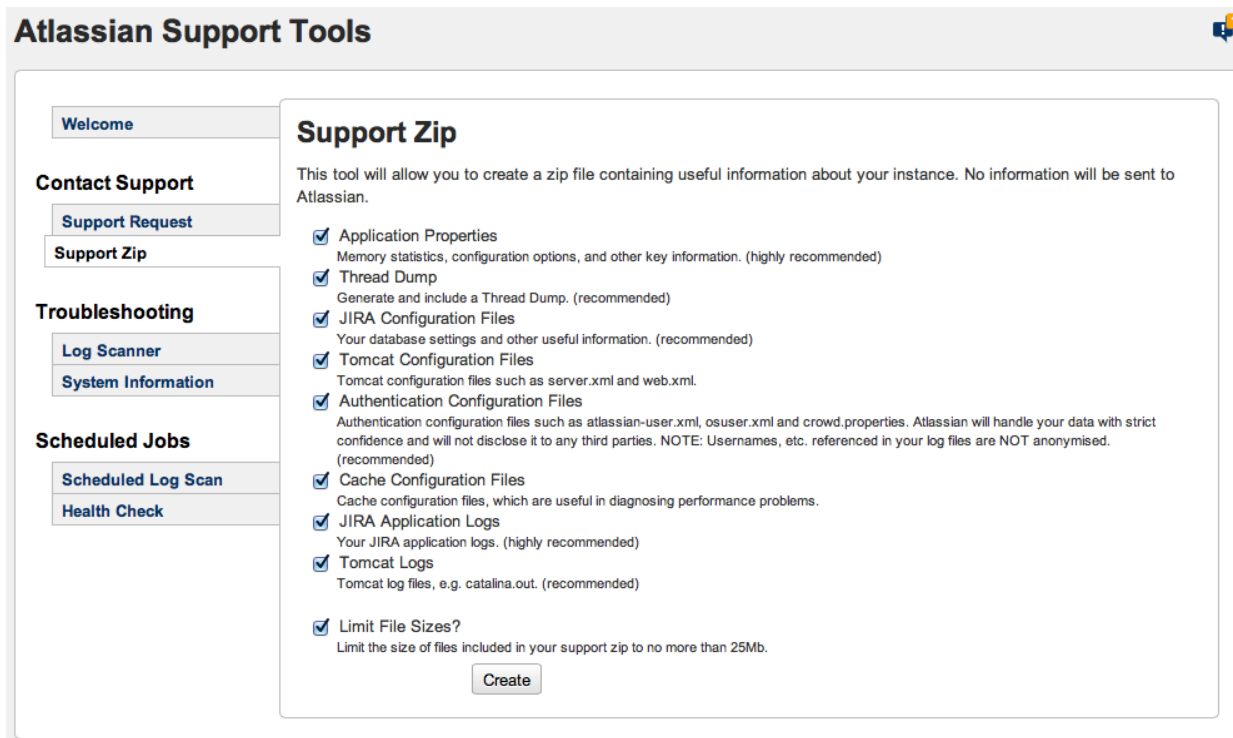 Atlassian Support Tools
Welcome
Contact Support
Support Request
Support Zip
Troubleshooting
Log Scanner
System Information
Scheduled Jobs
Scheduled Log Scan
Health Check
Support Zip
This tool will allow you to create a zip file containing useful information about your instance. No information will be sent to
Atlassian.
Application Properties
Memory statistics, configuration options, and other key information. (highly recommended)
Thread Dump
Generate and include a Thread Dump. (recommended)
JIRA Configuration Files
Your database settings and other useful information. (recommended)
Tomcat Configuration Files
Tomcat configuration files such as server.xml and web.xml.
Authentication Configuration Files
Authentication configuration files such as atlassian-user.xml, osuser.xml and crowd.properties. Atlassian will handle your data with strict
confidence and will not disclose it to any third parties. NOTE: Usernames, etc. referenced in your log files are NOT anonymised.
(recommended)
Cache Configuration Files
Cache configuration files, which are useful in diagnosing performance problems.
JIRA Application Logs
Your JIRA application logs. (highly recommended)
Tomcat Logs
Tomcat log files, e.g. catalina.out. (recommended)
Limit File Sizes?
Limit the size of files included in your support zip to no more than 25Mb.
Create